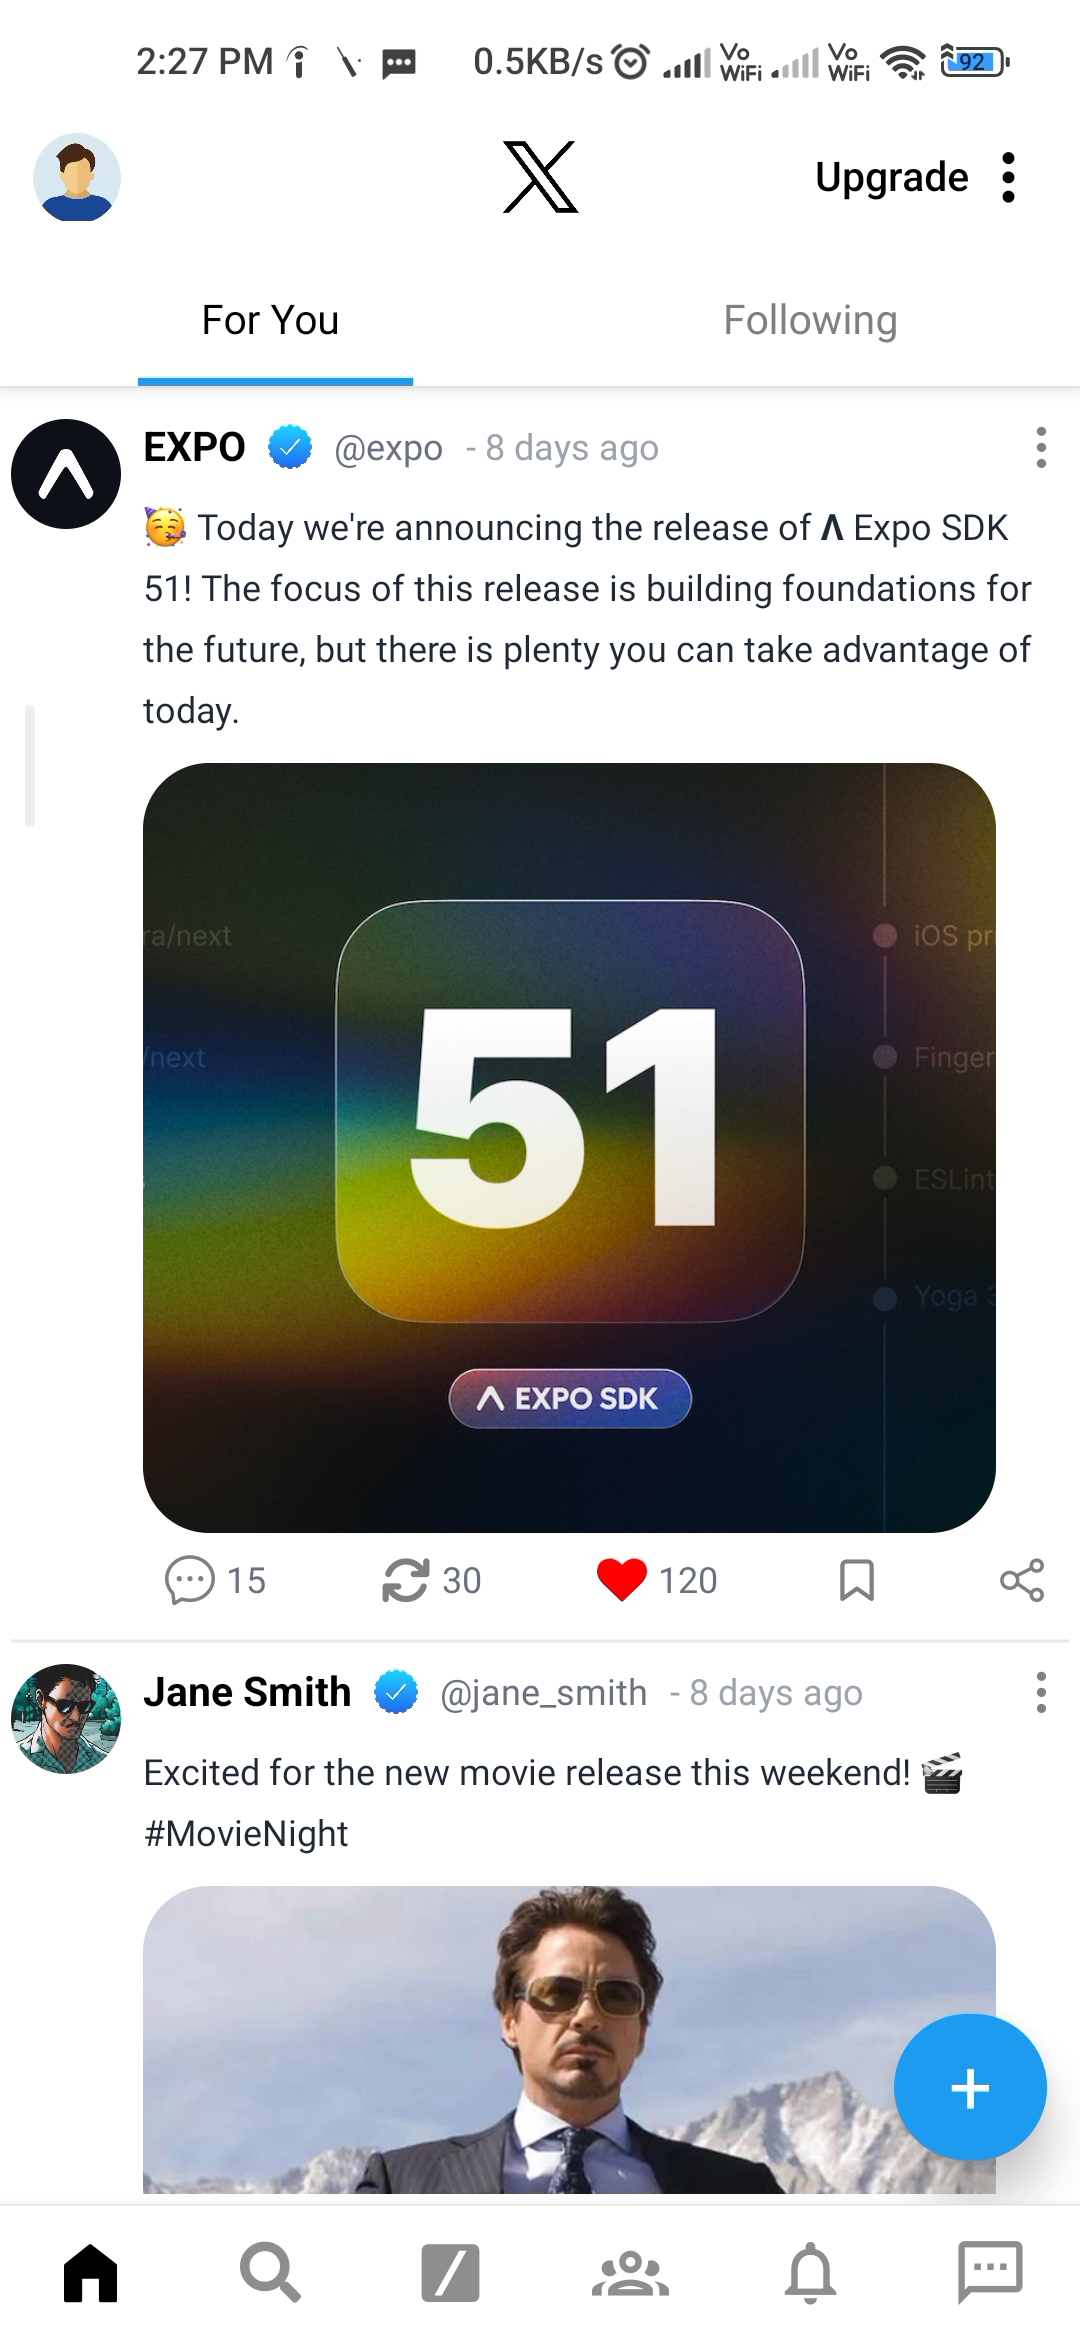 2:27 PM 0.5KB/s Vo WiFi Vo WiFi 92
X Upgrade
For You Following
EXPO @expo - 8 days ago
🥳 Today we're announcing the release of Λ Expo SDK
51! The focus of this release is building foundations for
the future, but there is plenty you can take advantage of
today.
ra/next iOS pri
51
/next Finger
ESLint
Yoga 3
EXPO SDK
15 30 120
Jane Smith @jane_smith - 8 days ago
Excited for the new movie release this weekend! 🎬
#MovieNight